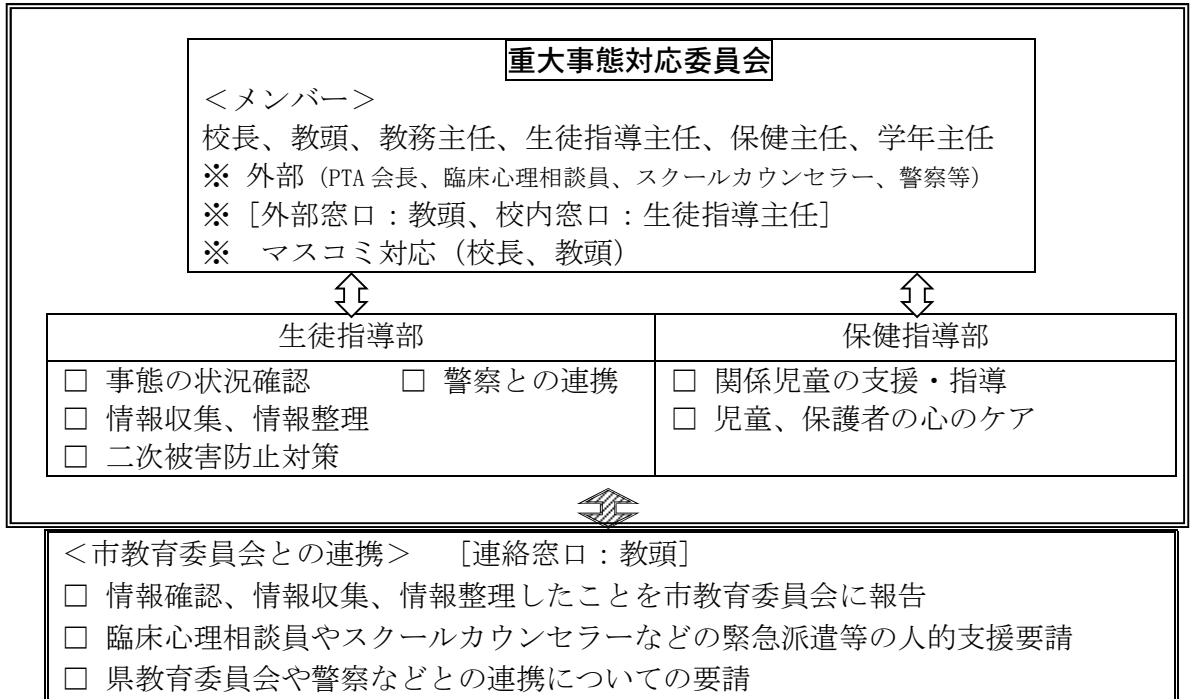 重大事態対応委員会
＜メンバー＞
校長、教頭、教務主任、生徒指導主任、保健主任、学年主任
※ 外部（PTA 会長、臨床心理相談員、スクールカウンセラー、警察等）
※［外部窓口：教頭、校内窓口：生徒指導主任］
※　マスコミ対応（校長、教頭）
生徒指導部
□ 事態の状況確認　　□ 警察との連携
□ 情報収集、情報整理
□ 二次被害防止対策
保健指導部
□ 関係児童の支援・指導
□ 児童、保護者の心のケア
＜市教育委員会との連携＞　［連絡窓口：教頭］
□ 情報確認、情報収集、情報整理したことを市教育委員会に報告
□ 臨床心理相談員やスクールカウンセラーなどの緊急派遣等の人的支援要請
□ 県教育委員会や警察などとの連携についての要請